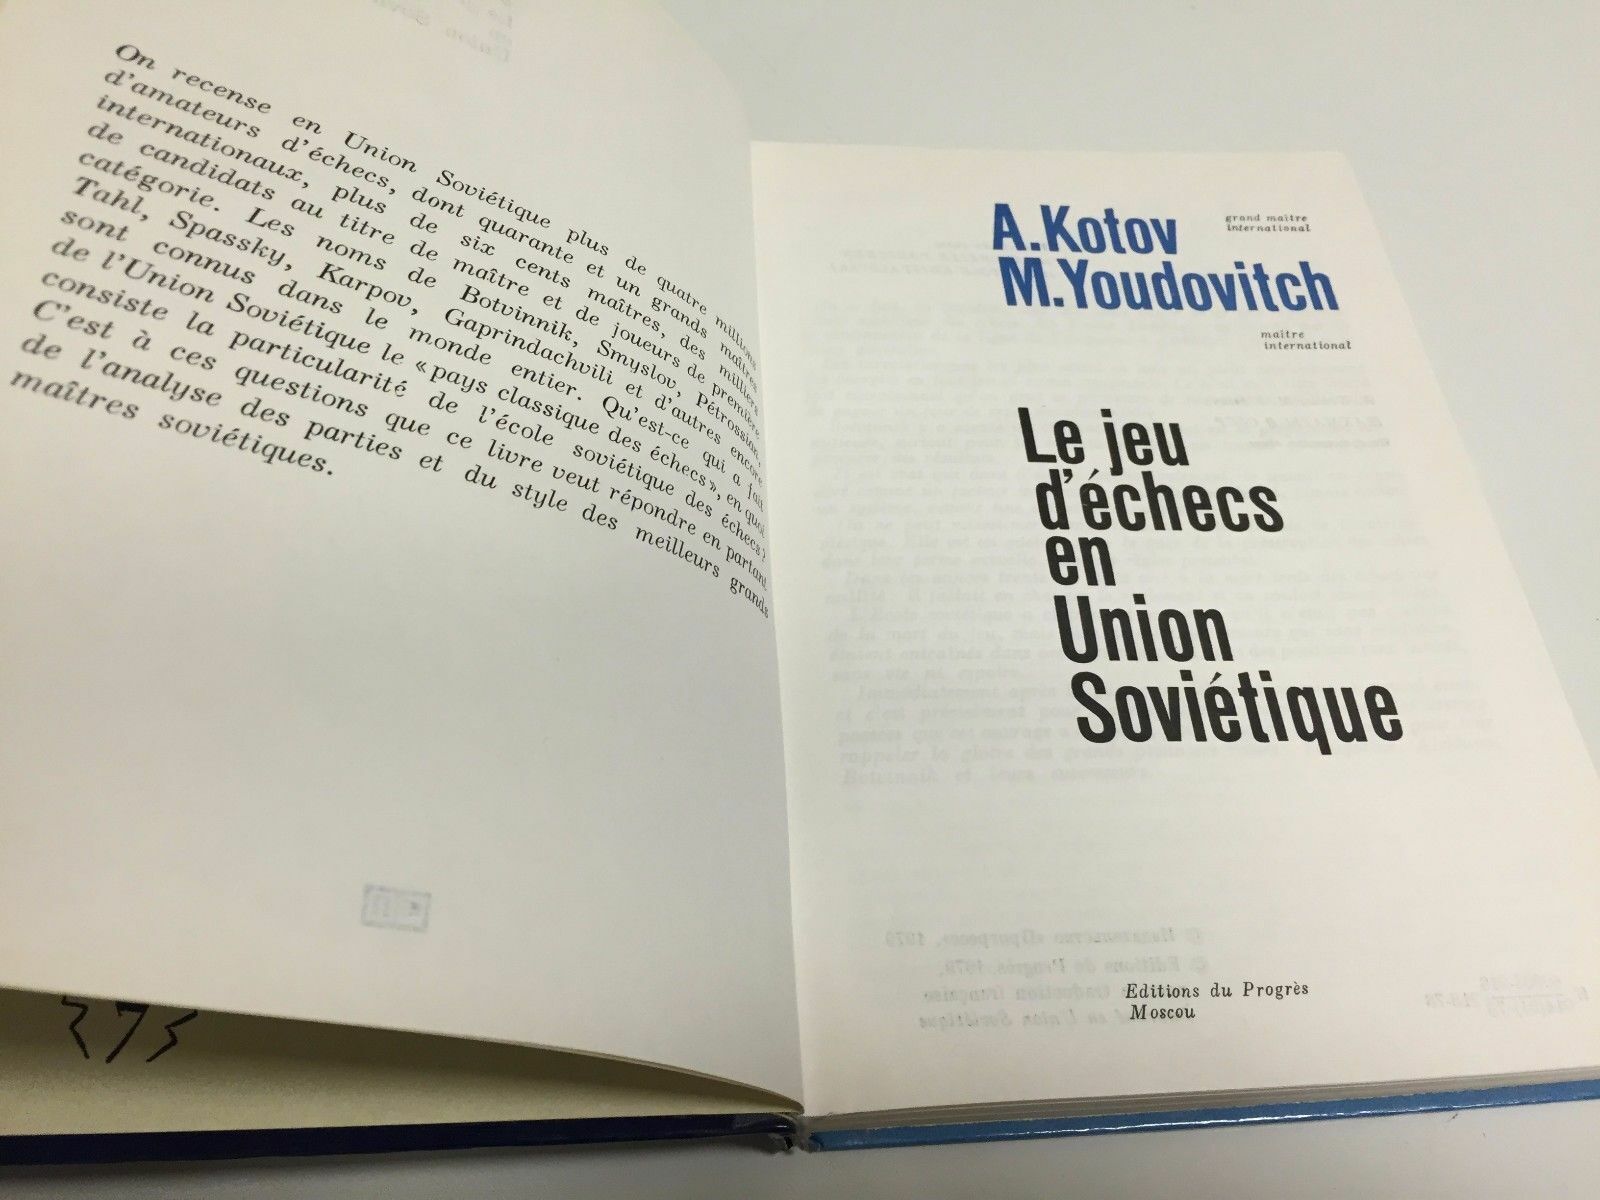 On recense en Union Soviétique plus de quatre millions
d'amateurs d'échecs, dont quarante et un grands maîtres
internationaux, plus de six cents maîtres, des milliers
de candidats au titre de maître et de joueurs de première
catégorie. Les noms de Botvinnik, Smyslov, Pétrossian,
Tahl, Spassky, Karpov, Gaprindachvili et d'autres encore
sont connus dans le monde entier. Qu'est-ce qui a fait
de l'Union Soviétique le «pays classique des échecs», en quoi
consiste la particularité de l'école soviétique des échecs?
C'est à ces questions que ce livre veut répondre en partant
de l'analyse des parties et du style des meilleurs grands
maîtres soviétiques.
273
A.Kotov
grand maître
international
M.Youdovitch
maître
international
Le jeu
d'échecs
en
Union
Soviétique
Editions du Progrès
Moscou